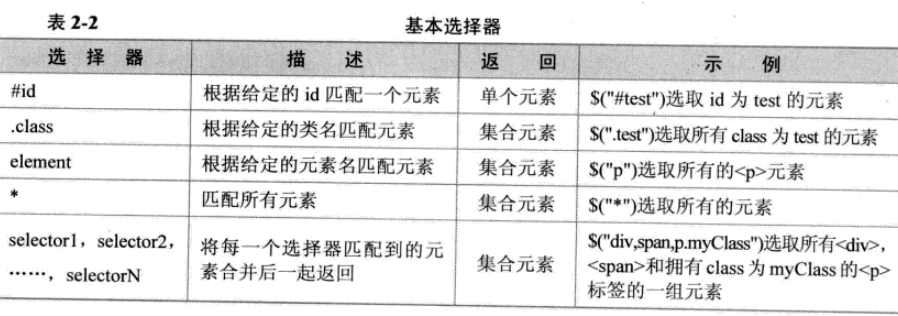 表 2-2 基本选择器
选择器 描述 返回 示例
#id 根据给定的 id 匹配一个元素 单个元素 $("#test")选取 id 为 test 的元素
.class 根据给定的类名匹配元素 集合元素 $(".test")选取所有 class 为 test 的元素
element 根据给定的元素名匹配元素 集合元素 $("p")选取所有的<p>元素
* 匹配所有元素 集合元素 $("*")选取所有的元素
selector1，selector2，
……，selectorN
将每一个选择器匹配到的元
素合并后一起返回
集合元素
$("div,span,p.myClass")选取所有<div>，
<span>和拥有 class 为 myClass 的<p>
标签的一组元素